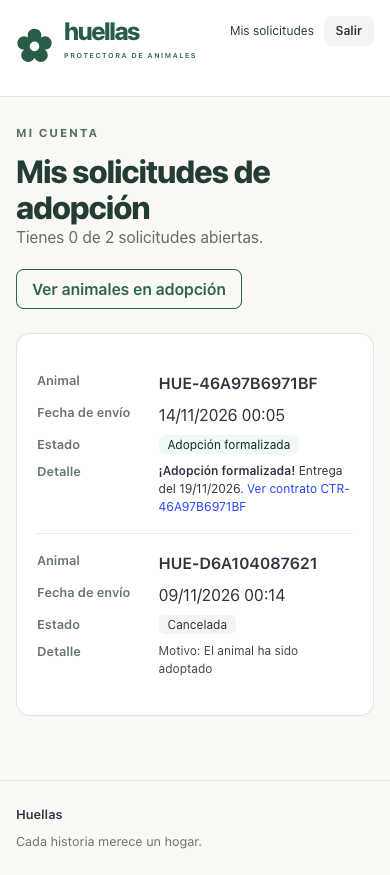 huellas
PROTECTORA DE ANIMALES
Mis solicitudes
Salir
MI CUENTA
Mis solicitudes de
adopción
Tienes 0 de 2 solicitudes abiertas.
Ver animales en adopción
Animal
HUE-46A97B6971BF
Fecha de envío
14/11/2026 00:05
Estado
Adopción formalizada
Detalle
¡Adopción formalizada! Entrega
del 19/11/2026. Ver contrato CTR-
46A97B6971BF
Animal
HUE-D6A104087621
Fecha de envío
09/11/2026 00:14
Estado
Cancelada
Detalle
Motivo: El animal ha sido
adoptado
Huellas
Cada historia merece un hogar.